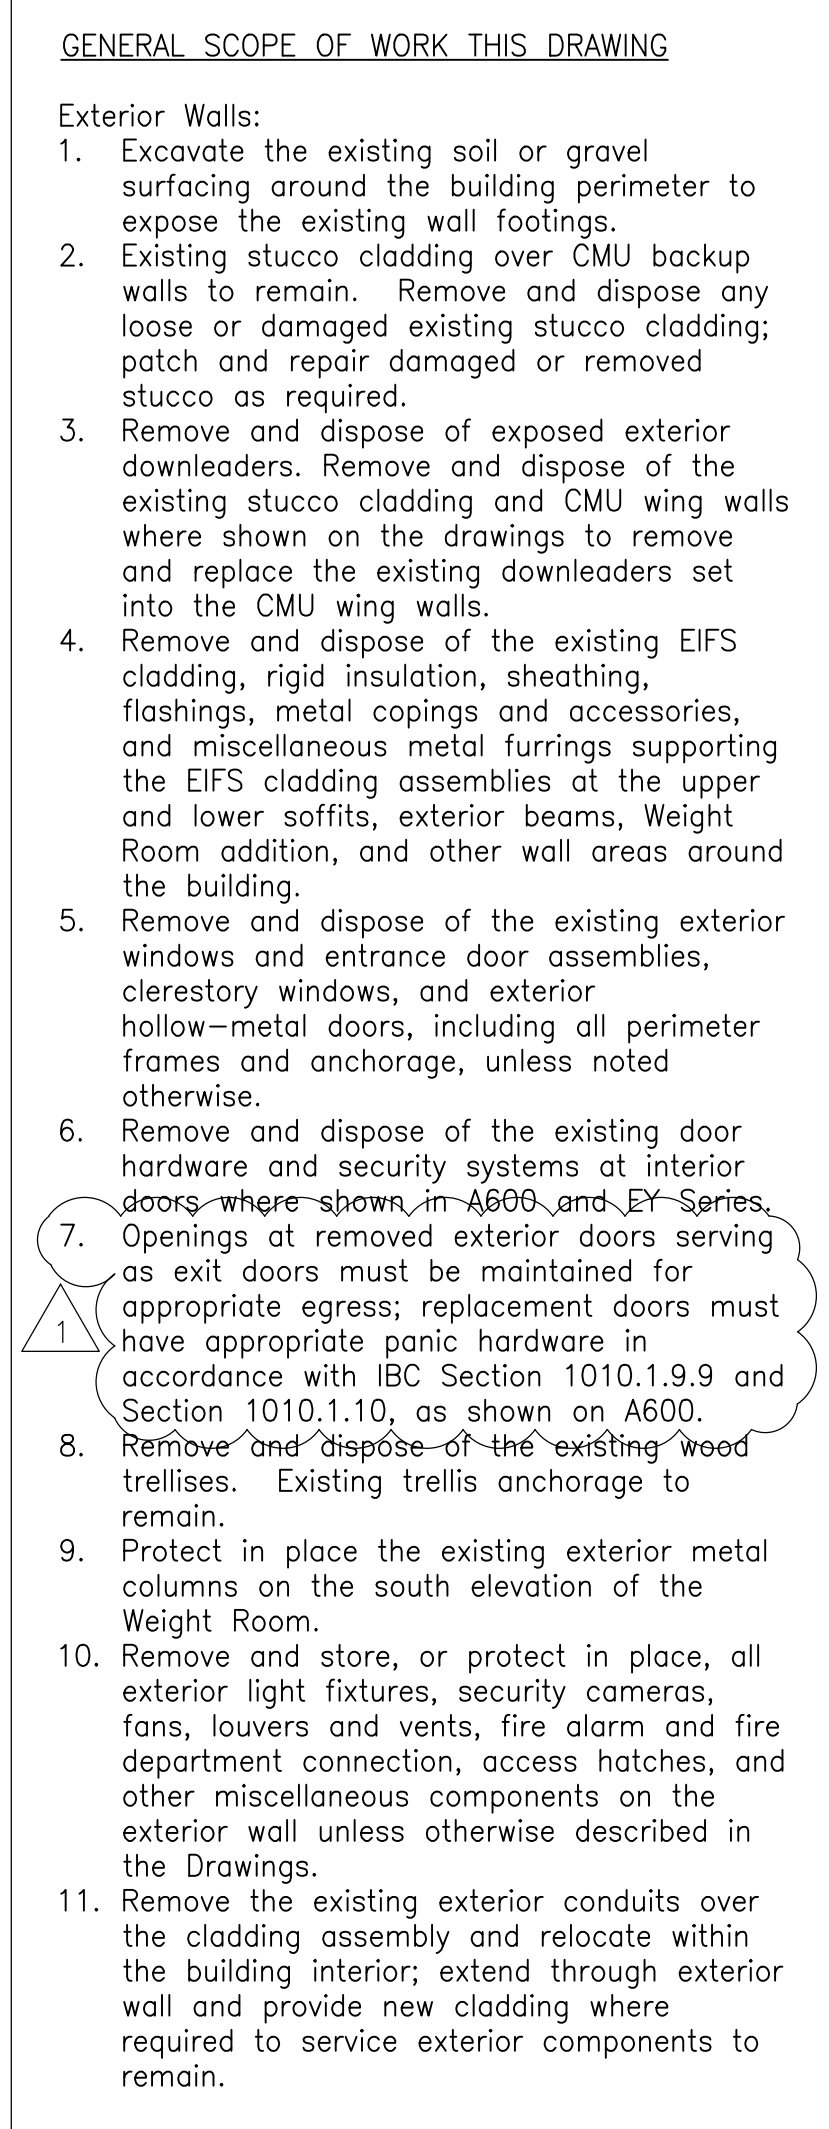 GENERAL SCOPE OF WORK THIS DRAWING
Exterior Walls:
1. Excavate the existing soil or gravel
surfacing around the building perimeter to
expose the existing wall footings.
2. Existing stucco cladding over CMU backup
walls to remain. Remove and dispose any
loose or damaged existing stucco cladding;
patch and repair damaged or removed
stucco as required.
3. Remove and dispose of exposed exterior
downleaders. Remove and dispose of the
existing stucco cladding and CMU wing walls
where shown on the drawings to remove
and replace the existing downleaders set
into the CMU wing walls.
4. Remove and dispose of the existing EIFS
cladding, rigid insulation, sheathing,
flashings, metal copings and accessories,
and miscellaneous metal furrings supporting
the EIFS cladding assemblies at the upper
and lower soffits, exterior beams, Weight
Room addition, and other wall areas around
the building.
5. Remove and dispose of the existing exterior
windows and entrance door assemblies,
clerestory windows, and exterior
hollow-metal doors, including all perimeter
frames and anchorage, unless noted
otherwise.
6. Remove and dispose of the existing door
hardware and security systems at interior
doors where shown in A600 and EY Series.
7. Openings at removed exterior doors serving
as exit doors must be maintained for
appropriate egress; replacement doors must
1 have appropriate panic hardware in
accordance with IBC Section 1010.1.9.9 and
Section 1010.1.10, as shown on A600.
8. Remove and dispose of the existing wood
trellises. Existing trellis anchorage to
remain.
9. Protect in place the existing exterior metal
columns on the south elevation of the
Weight Room.
10. Remove and store, or protect in place, all
exterior light fixtures, security cameras,
fans, louvers and vents, fire alarm and fire
department connection, access hatches, and
other miscellaneous components on the
exterior wall unless otherwise described in
the Drawings.
11. Remove the existing exterior conduits over
the cladding assembly and relocate within
the building interior; extend through exterior
wall and provide new cladding where
required to service exterior components to
remain.